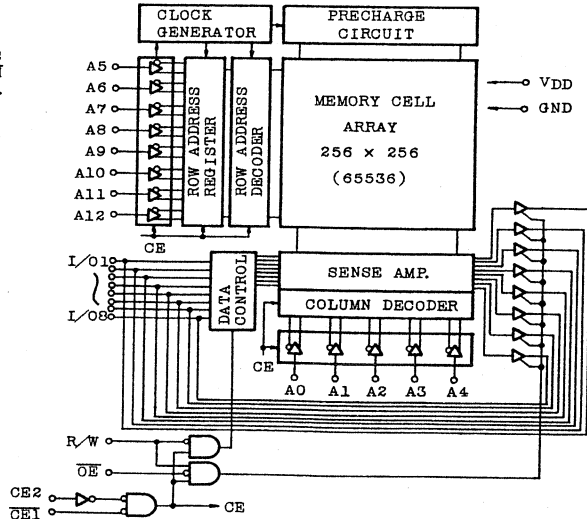 CLOCK
GENERATOR
PRECHARGE
CIRCUIT
A5
A6
A7
A8
A9
A10
A11
A12
ROW ADDRESS
REGISTER
ROW ADDRESS
DECODER
MEMORY CELL
ARRAY
256 × 256
(65536)
VDD
GND
CE
I/O1
I/O8
DATA
CONTROL
SENSE AMP.
COLUMN DECODER
CE
A0 A1 A2 A3 A4
R/W
OE
CE2
CE1
CE